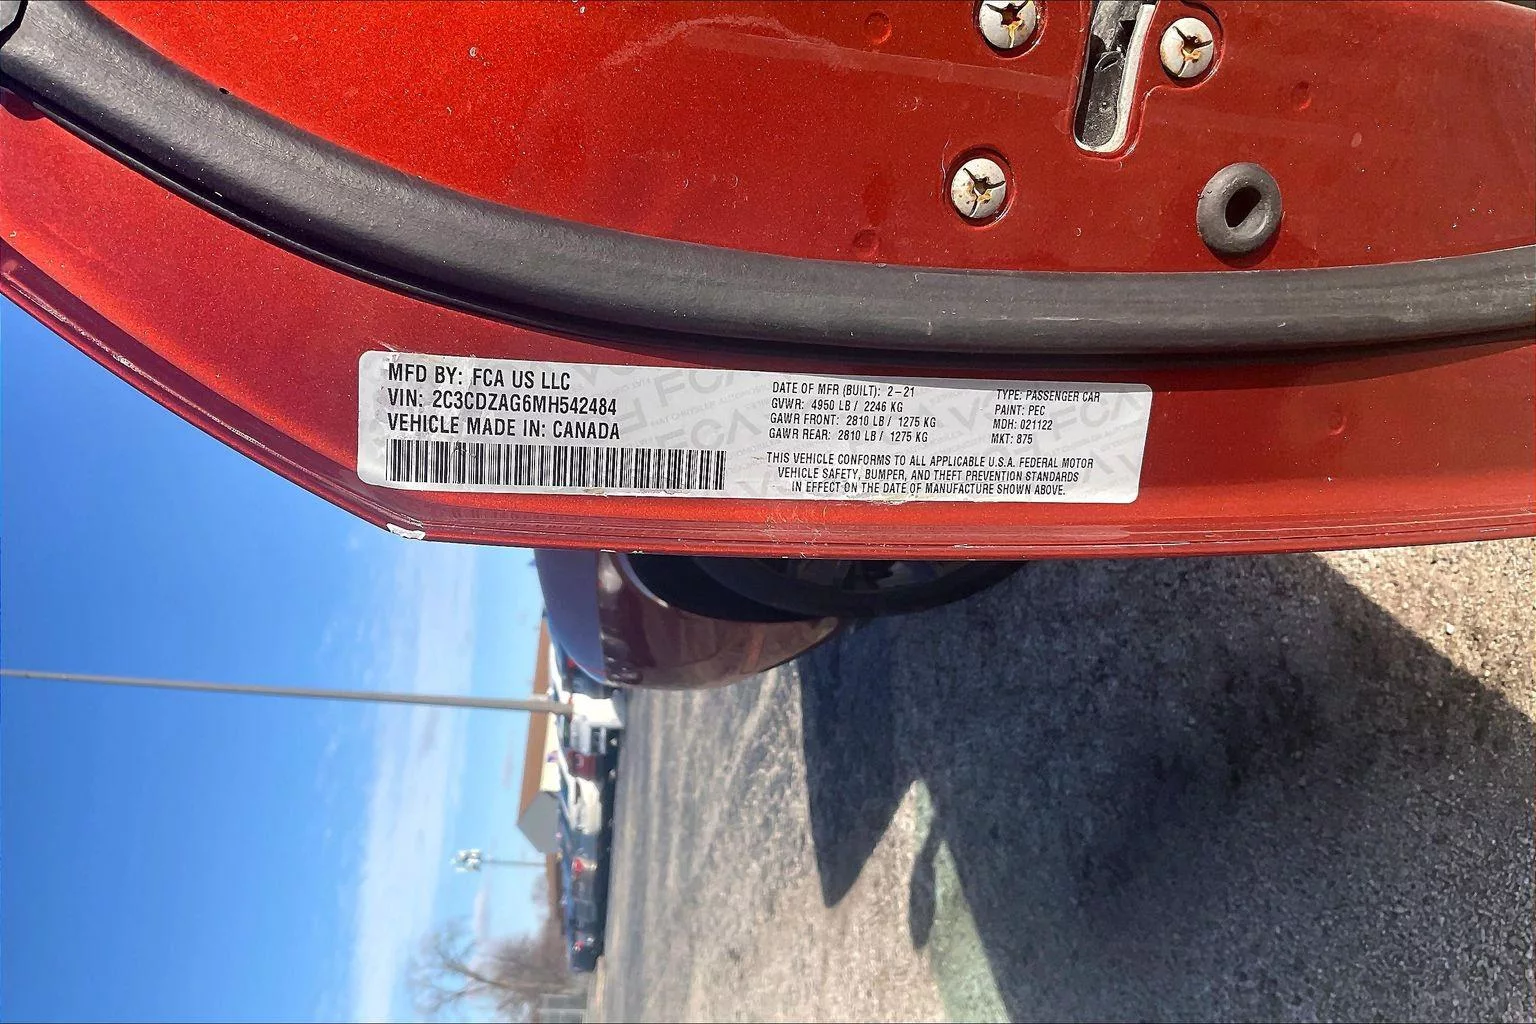 MFD BY: FCA US LLC
VIN: 2C3CDZAG6MH542484
VEHICLE MADE IN: CANADA
DATE OF MFR (BUILT): 2-21
GVWR: 4950 LB / 2246 KG
GAWR FRONT: 2810 LB / 1275 KG
GAWR REAR: 2810 LB / 1275 KG
TYPE: PASSENGER CAR
PAINT: PEC
MDH: 021122
MKT: 875
THIS VEHICLE CONFORMS TO ALL APPLICABLE U.S.A. FEDERAL MOTOR
VEHICLE SAFETY, BUMPER, AND THEFT PREVENTION STANDARDS
IN EFFECT ON THE DATE OF MANUFACTURE SHOWN ABOVE.